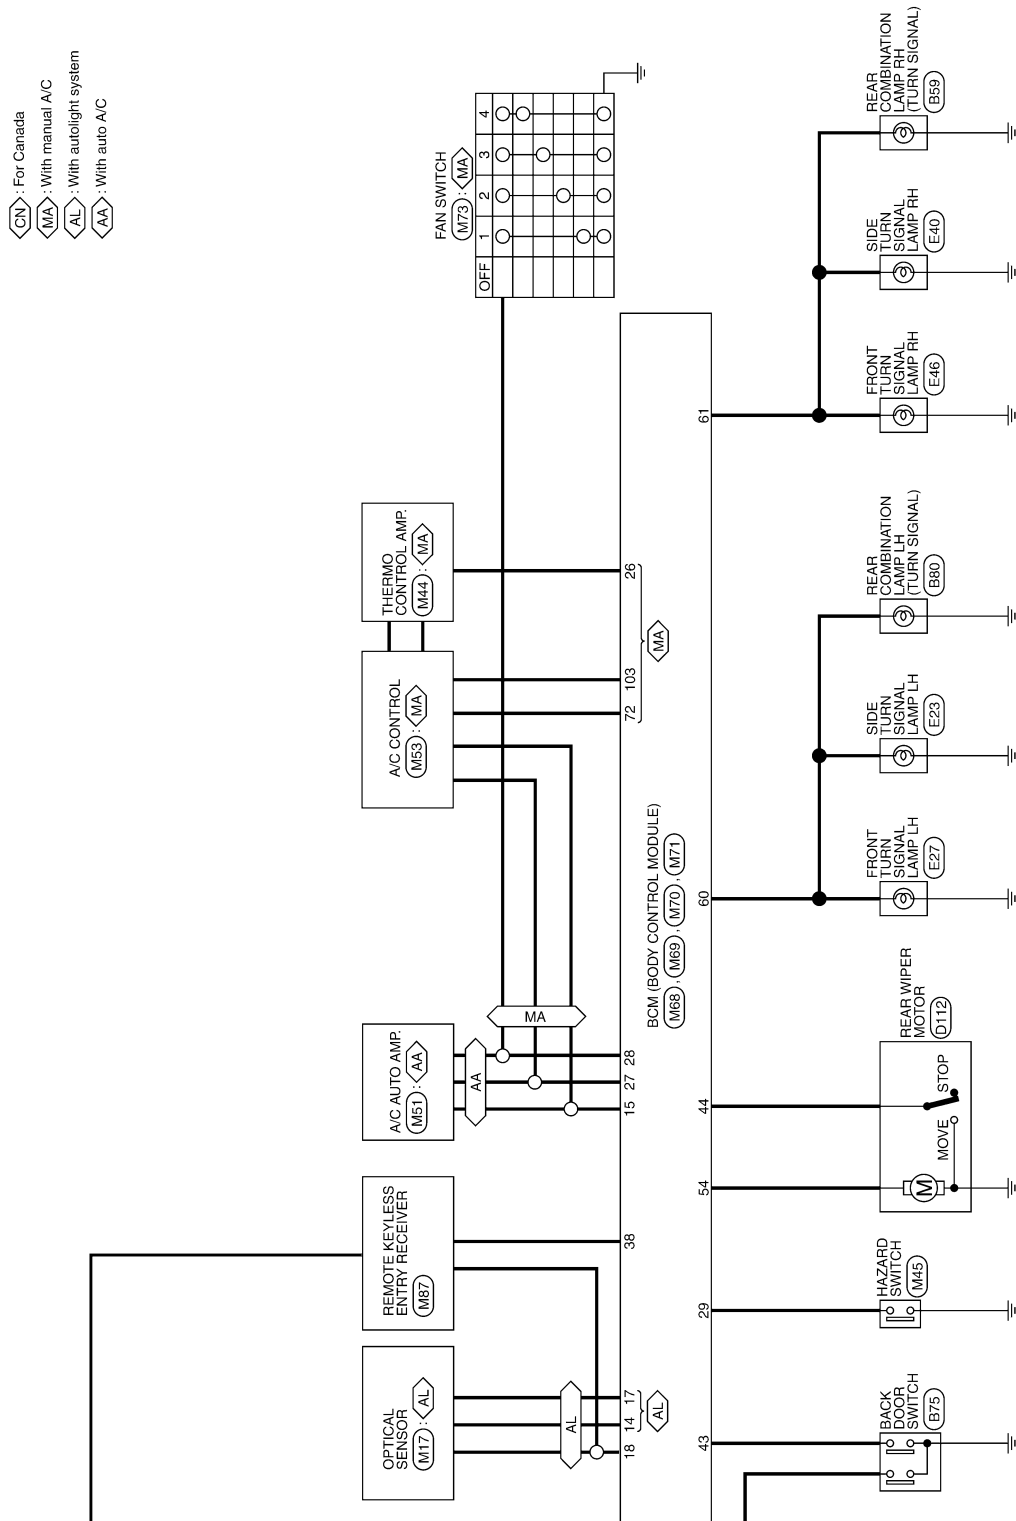 CN : For Canada
MA : With manual A/C
AL : With autolight system
AA : With auto A/C
OPTICAL
SENSOR
M17 : AL
REMOTE KEYLESS
ENTRY RECEIVER
M87
A/C AUTO AMP.
M51 : AA
A/C CONTROL
M53 : MA
THERMO
CONTROL AMP.
M44 : MA
FAN SWITCH
M73 : MA
OFF 1 2 3 4
AL
AA
MA
18 14 17 38 15 27 28 72 103 26
AL
MA
BCM (BODY CONTROL MODULE)
M68 , M69 , M70 , M71
43 29 54 44 60 61
BACK
DOOR
SWITCH
B75
HAZARD
SWITCH
M45
REAR WIPER
MOTOR
D112
M
MOVE
STOP
FRONT
TURN
SIGNAL
LAMP LH
E27
SIDE
TURN
SIGNAL
LAMP LH
E23
REAR
COMBINATION
LAMP LH
(TURN SIGNAL)
B80
FRONT
TURN
SIGNAL
LAMP RH
E46
SIDE
TURN
SIGNAL
LAMP RH
E40
REAR
COMBINATION
LAMP RH
(TURN SIGNAL)
B59